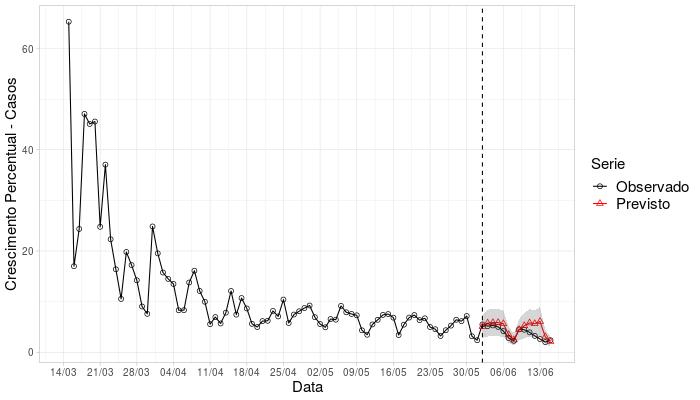 Crescimento Percentual - Casos
60
40
20
0
14/03 21/03 28/03 04/04 11/04 18/04 25/04 02/05 09/05 16/05 23/05 30/05 06/06 13/06
Data
Serie
Observado
Previsto